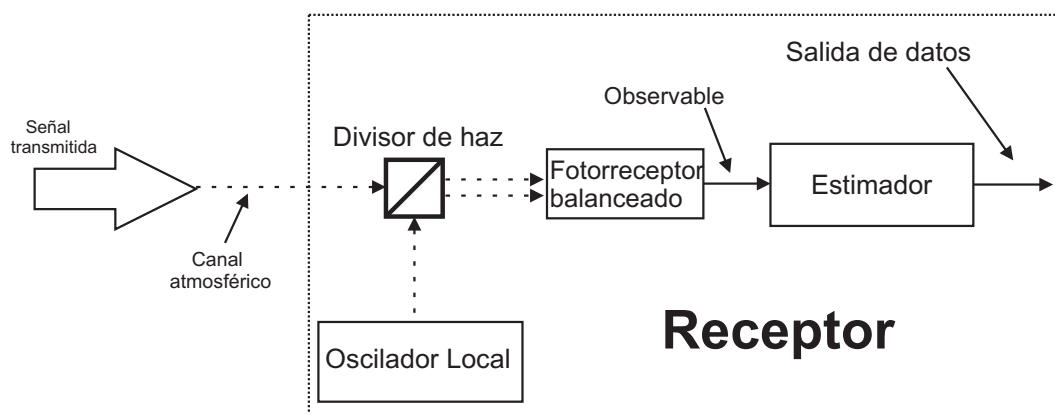 Señal
transmitida
Canal
atmosférico
Divisor de haz
Oscilador Local
Fotorreceptor
balanceado
Observable
Estimador
Salida de datos
Receptor